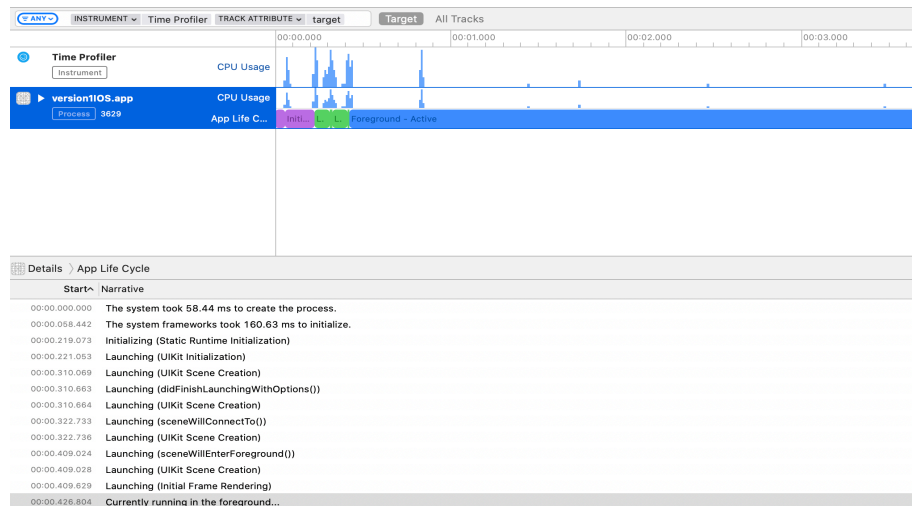 ANY INSTRUMENT Time Profiler TRACK ATTRIBUTE target Target All Tracks
00:00.000 00:01.000 00:02.000 00:03.000
Time Profiler
Instrument
CPU Usage
version1IOS.app
CPU Usage
Process 3629
App Life C...
Initi... L. L. Foreground - Active
Details App Life Cycle
Start Narrative
00:00.000.000 The system took 58.44 ms to create the process.
00:00.058.442 The system frameworks took 160.63 ms to initialize.
00:00.219.073 Initializing (Static Runtime Initialization)
00:00.221.053 Launching (UIKit Initialization)
00:00.310.069 Launching (UIKit Scene Creation)
00:00.310.663 Launching (didFinishLaunchingWithOptions())
00:00.310.664 Launching (UIKit Scene Creation)
00:00.322.733 Launching (sceneWillConnectTo())
00:00.322.736 Launching (UIKit Scene Creation)
00:00.409.024 Launching (sceneWillEnterForeground())
00:00.409.028 Launching (UIKit Scene Creation)
00:00.409.629 Launching (Initial Frame Rendering)
00:00.426.804 Currently running in the foreground...